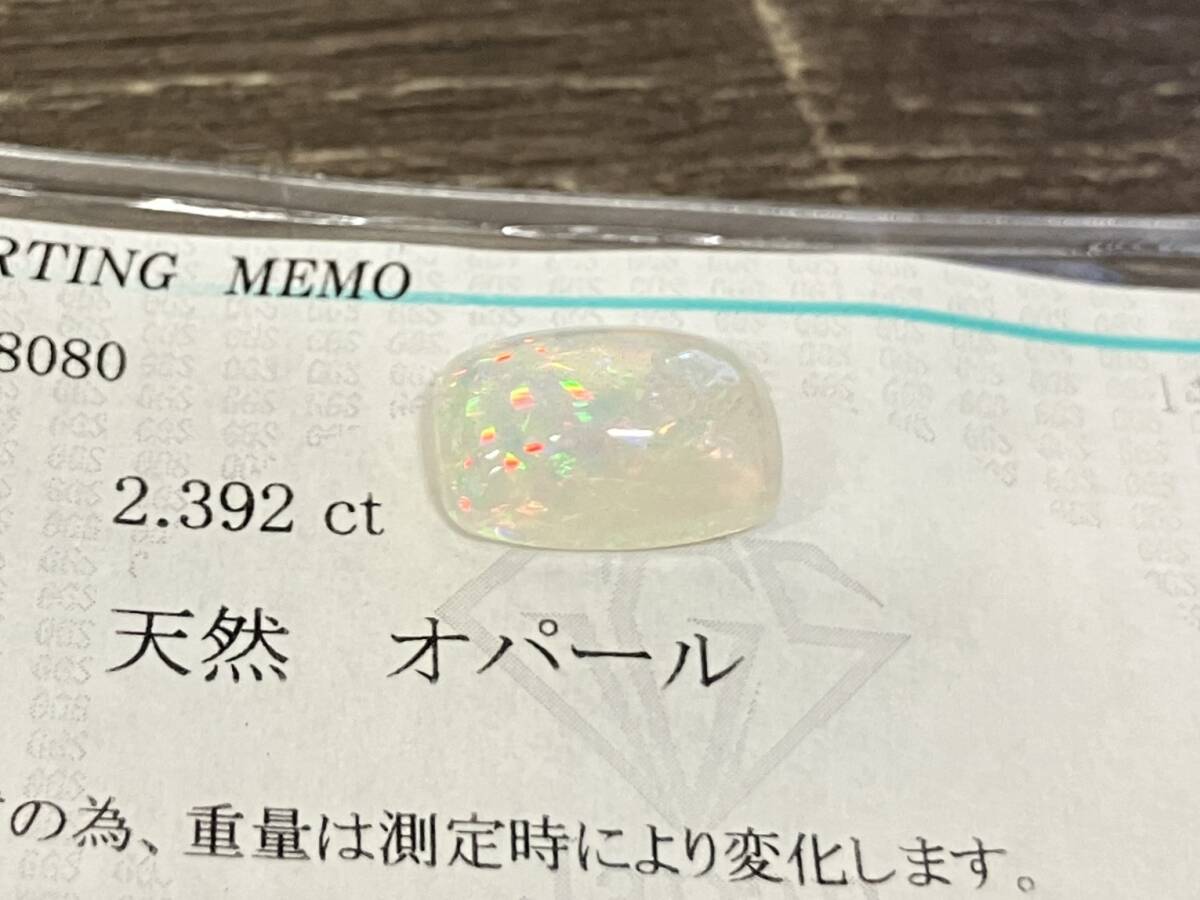 RTING MEMO
8080
2.392 ct
天然 オパール
の為、重量は測定時により変化します。